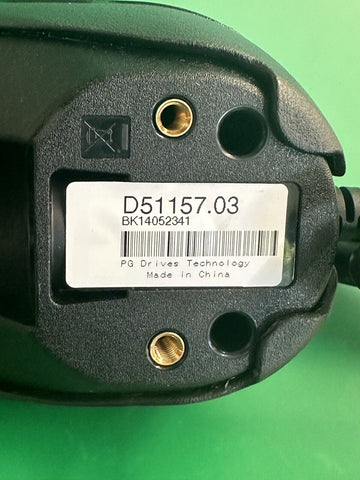 D51157.03
BK14052341
PG Drives Technology
Made in China